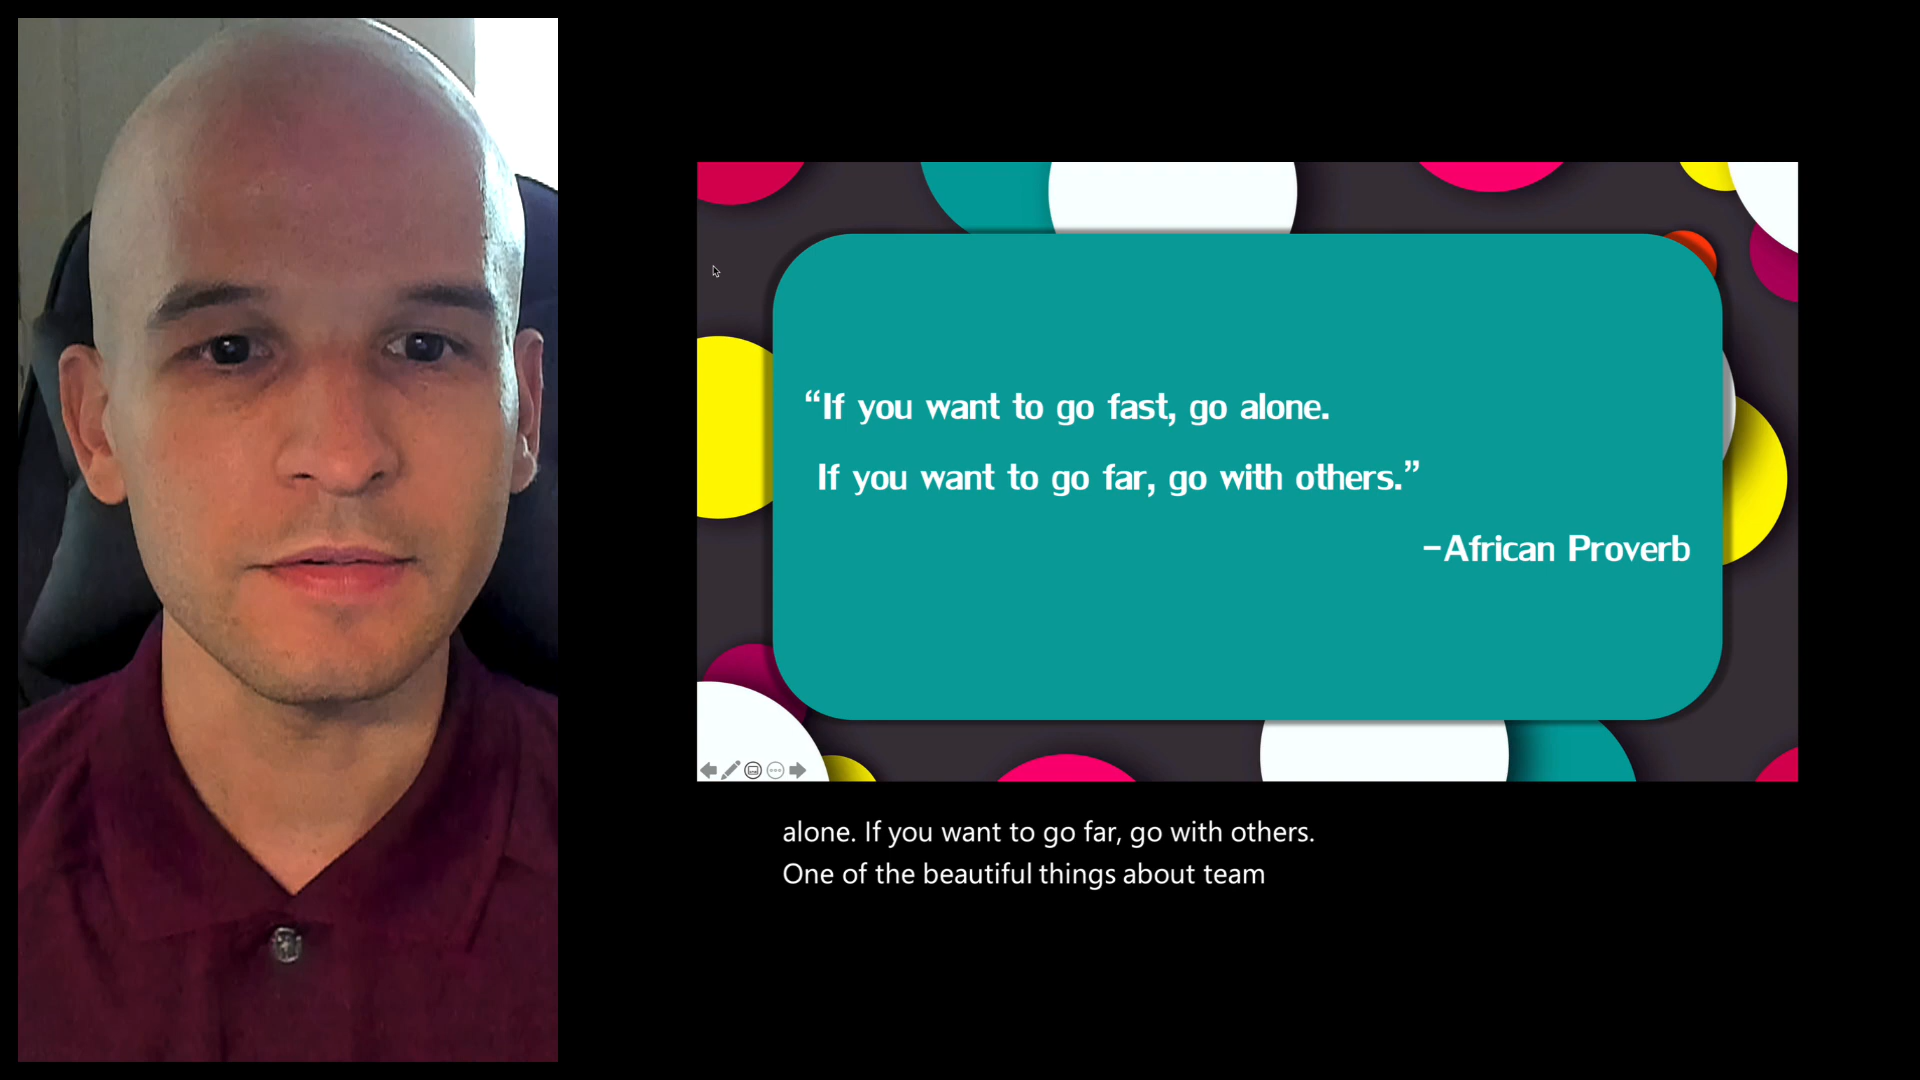 “If you want to go fast, go alone.
If you want to go far, go with others.”
-African Proverb
alone. If you want to go far, go with others.
One of the beautiful things about team